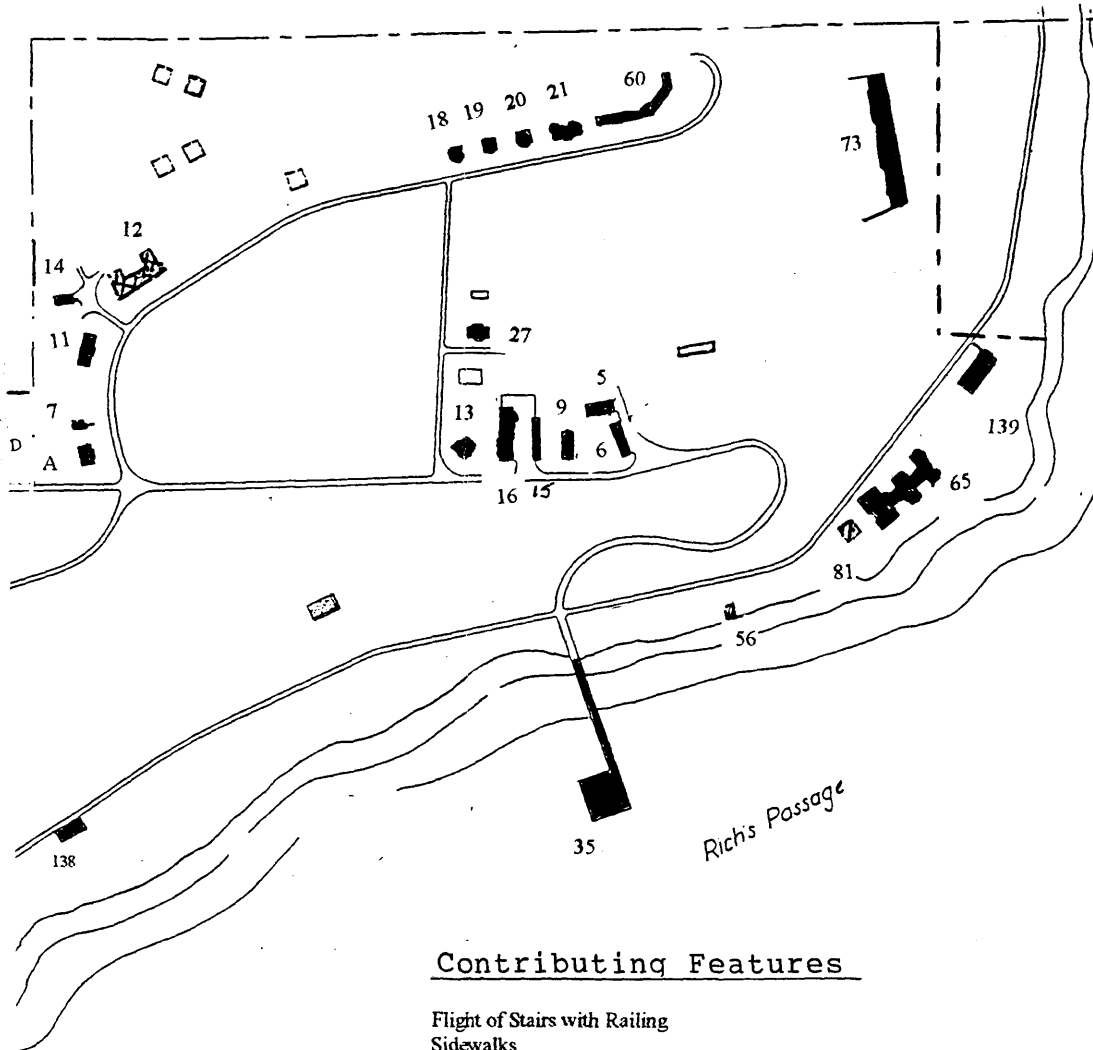 60
18 19 20 21
73
12
14
11
27
7
13
9
5
D
A
6
16 15
139
65
81
56
35
Rich's Passage
138
Contributing Features
Flight of Stairs with Railing
Sidewalks